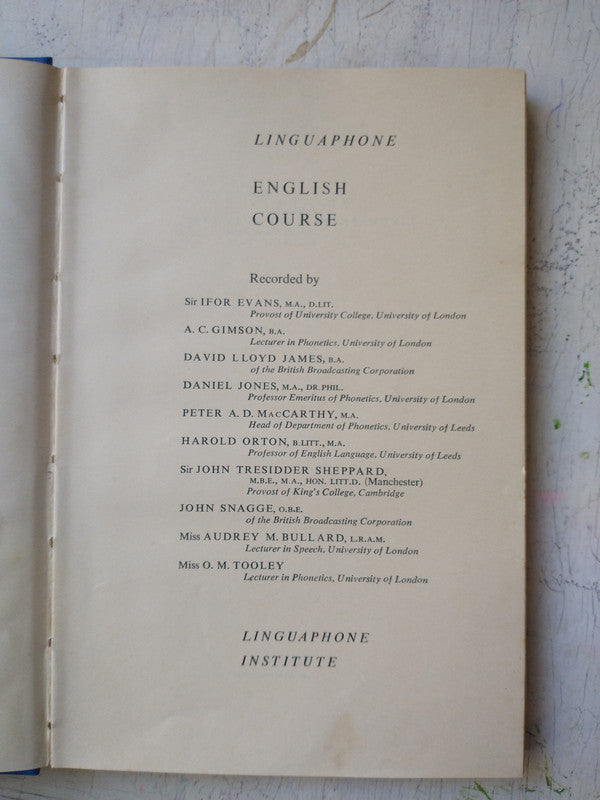 LINGUAPHONE
ENGLISH
COURSE
Recorded by
Sir IFOR EVANS, M.A., D.LIT.
Provost of University College, University of London
A. C. GIMSON, B.A.
Lecturer in Phonetics, University of London
DAVID LLOYD JAMES, B.A.
of the British Broadcasting Corporation
DANIEL JONES, M.A., DR. PHIL.
Professor Emeritus of Phonetics, University of London
PETER A. D. MACCARTHY, M.A.
Head of Department of Phonetics, University of Leeds
HAROLD ORTON, B.LITT., M.A.
Professor of English Language, University of Leeds
Sir JOHN TRESIDDER SHEPPARD,
M.B.E., M.A., HON. LITT.D. (Manchester)
Provost of King's College, Cambridge
JOHN SNAGGE, O.B.E.
of the British Broadcasting Corporation
Miss AUDREY M. BULLARD, L.R.A.M.
Lecturer in Speech, University of London
Miss O. M. TOOLEY
Lecturer in Phonetics, University of London
LINGUAPHONE
INSTITUTE